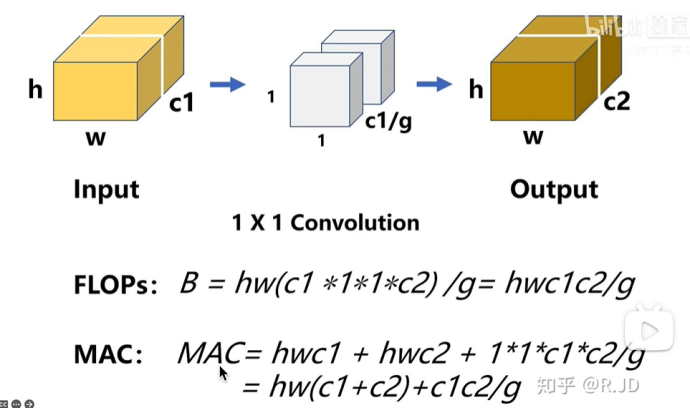 h
w
c1
1
1
c1/g
h
w
c2
Input
Output
1 X 1 Convolution
FLOPs: B = hw(c1 *1*1*c2) /g= hwc1c2/g
MAC: MAC= hwc1 + hwc2 + 1*1*c1*c2/g
= hw(c1+c2)+c1c2/g
知乎 @R.JD
bilibili